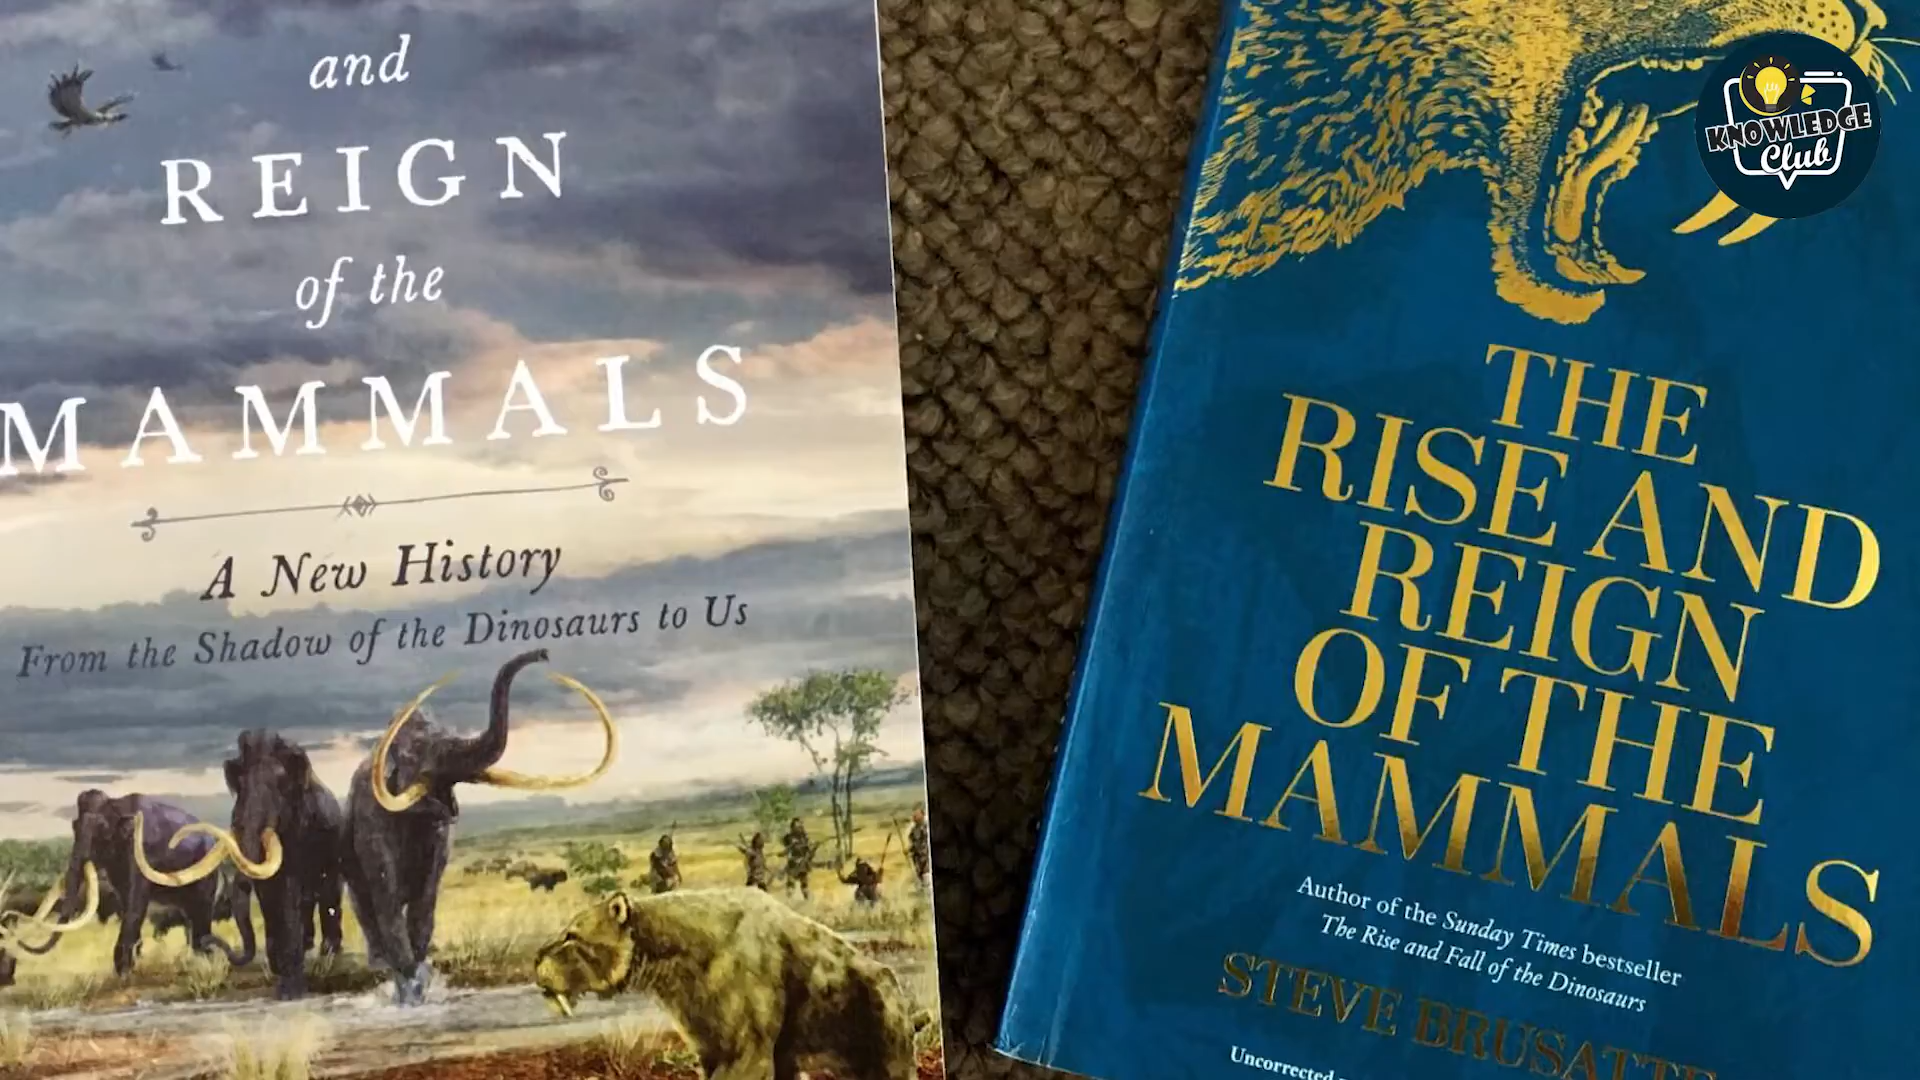 and
REIGN
of the
MAMMALS
A New History
From the Shadow of the Dinosaurs to Us
KNOWLEDGE
Club
THE
RISE AND
REIGN
OF THE
MAMMALS
Author of the Sunday Times bestseller
The Rise and Fall of the Dinosaurs
STEVE BRUSATTE
Uncorrected